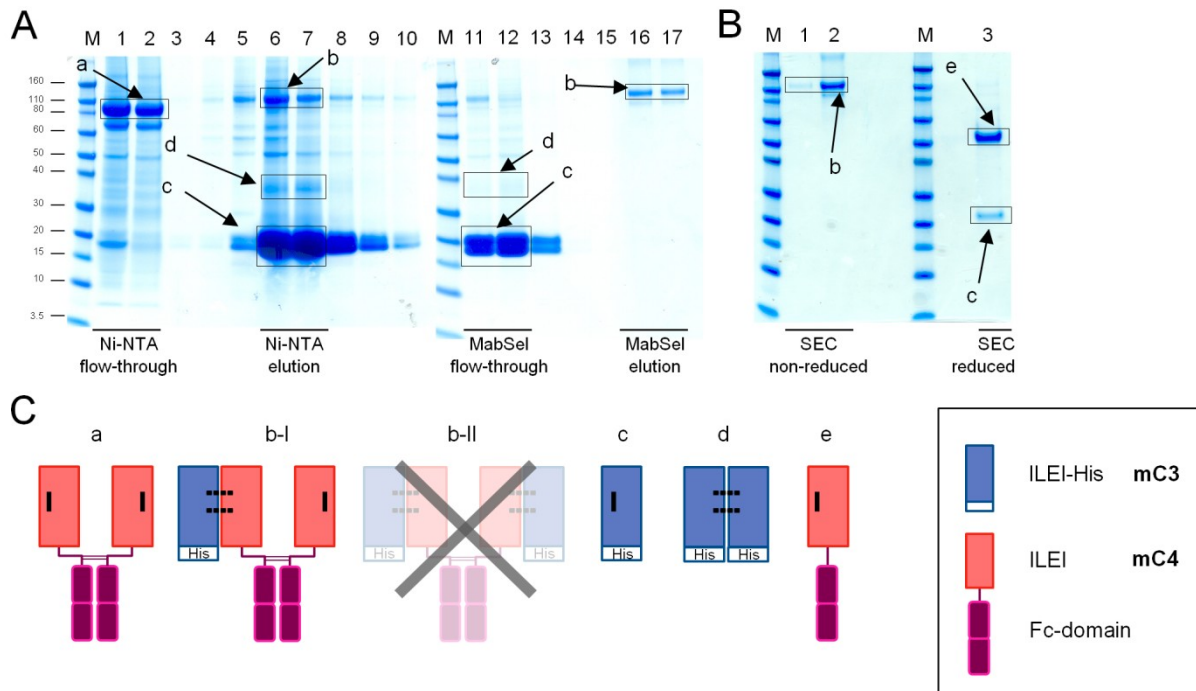 A
B
M 1 2 3 4 5 6 7 8 9 10 M 11 12 13 14 15 16 17
M 1 2 M 3
a
b
b
e
d
d
c
c
b
c
160
110
80
60
50
40
30
20
15
10
3.5
Ni-NTA
flow-through
Ni-NTA
elution
MabSel
flow-through
MabSel
elution
SEC
non-reduced
SEC
reduced
C
a b-I b-II c d e
His His His His His His
ILEI-His mC3
ILEI mC4
Fc-domain